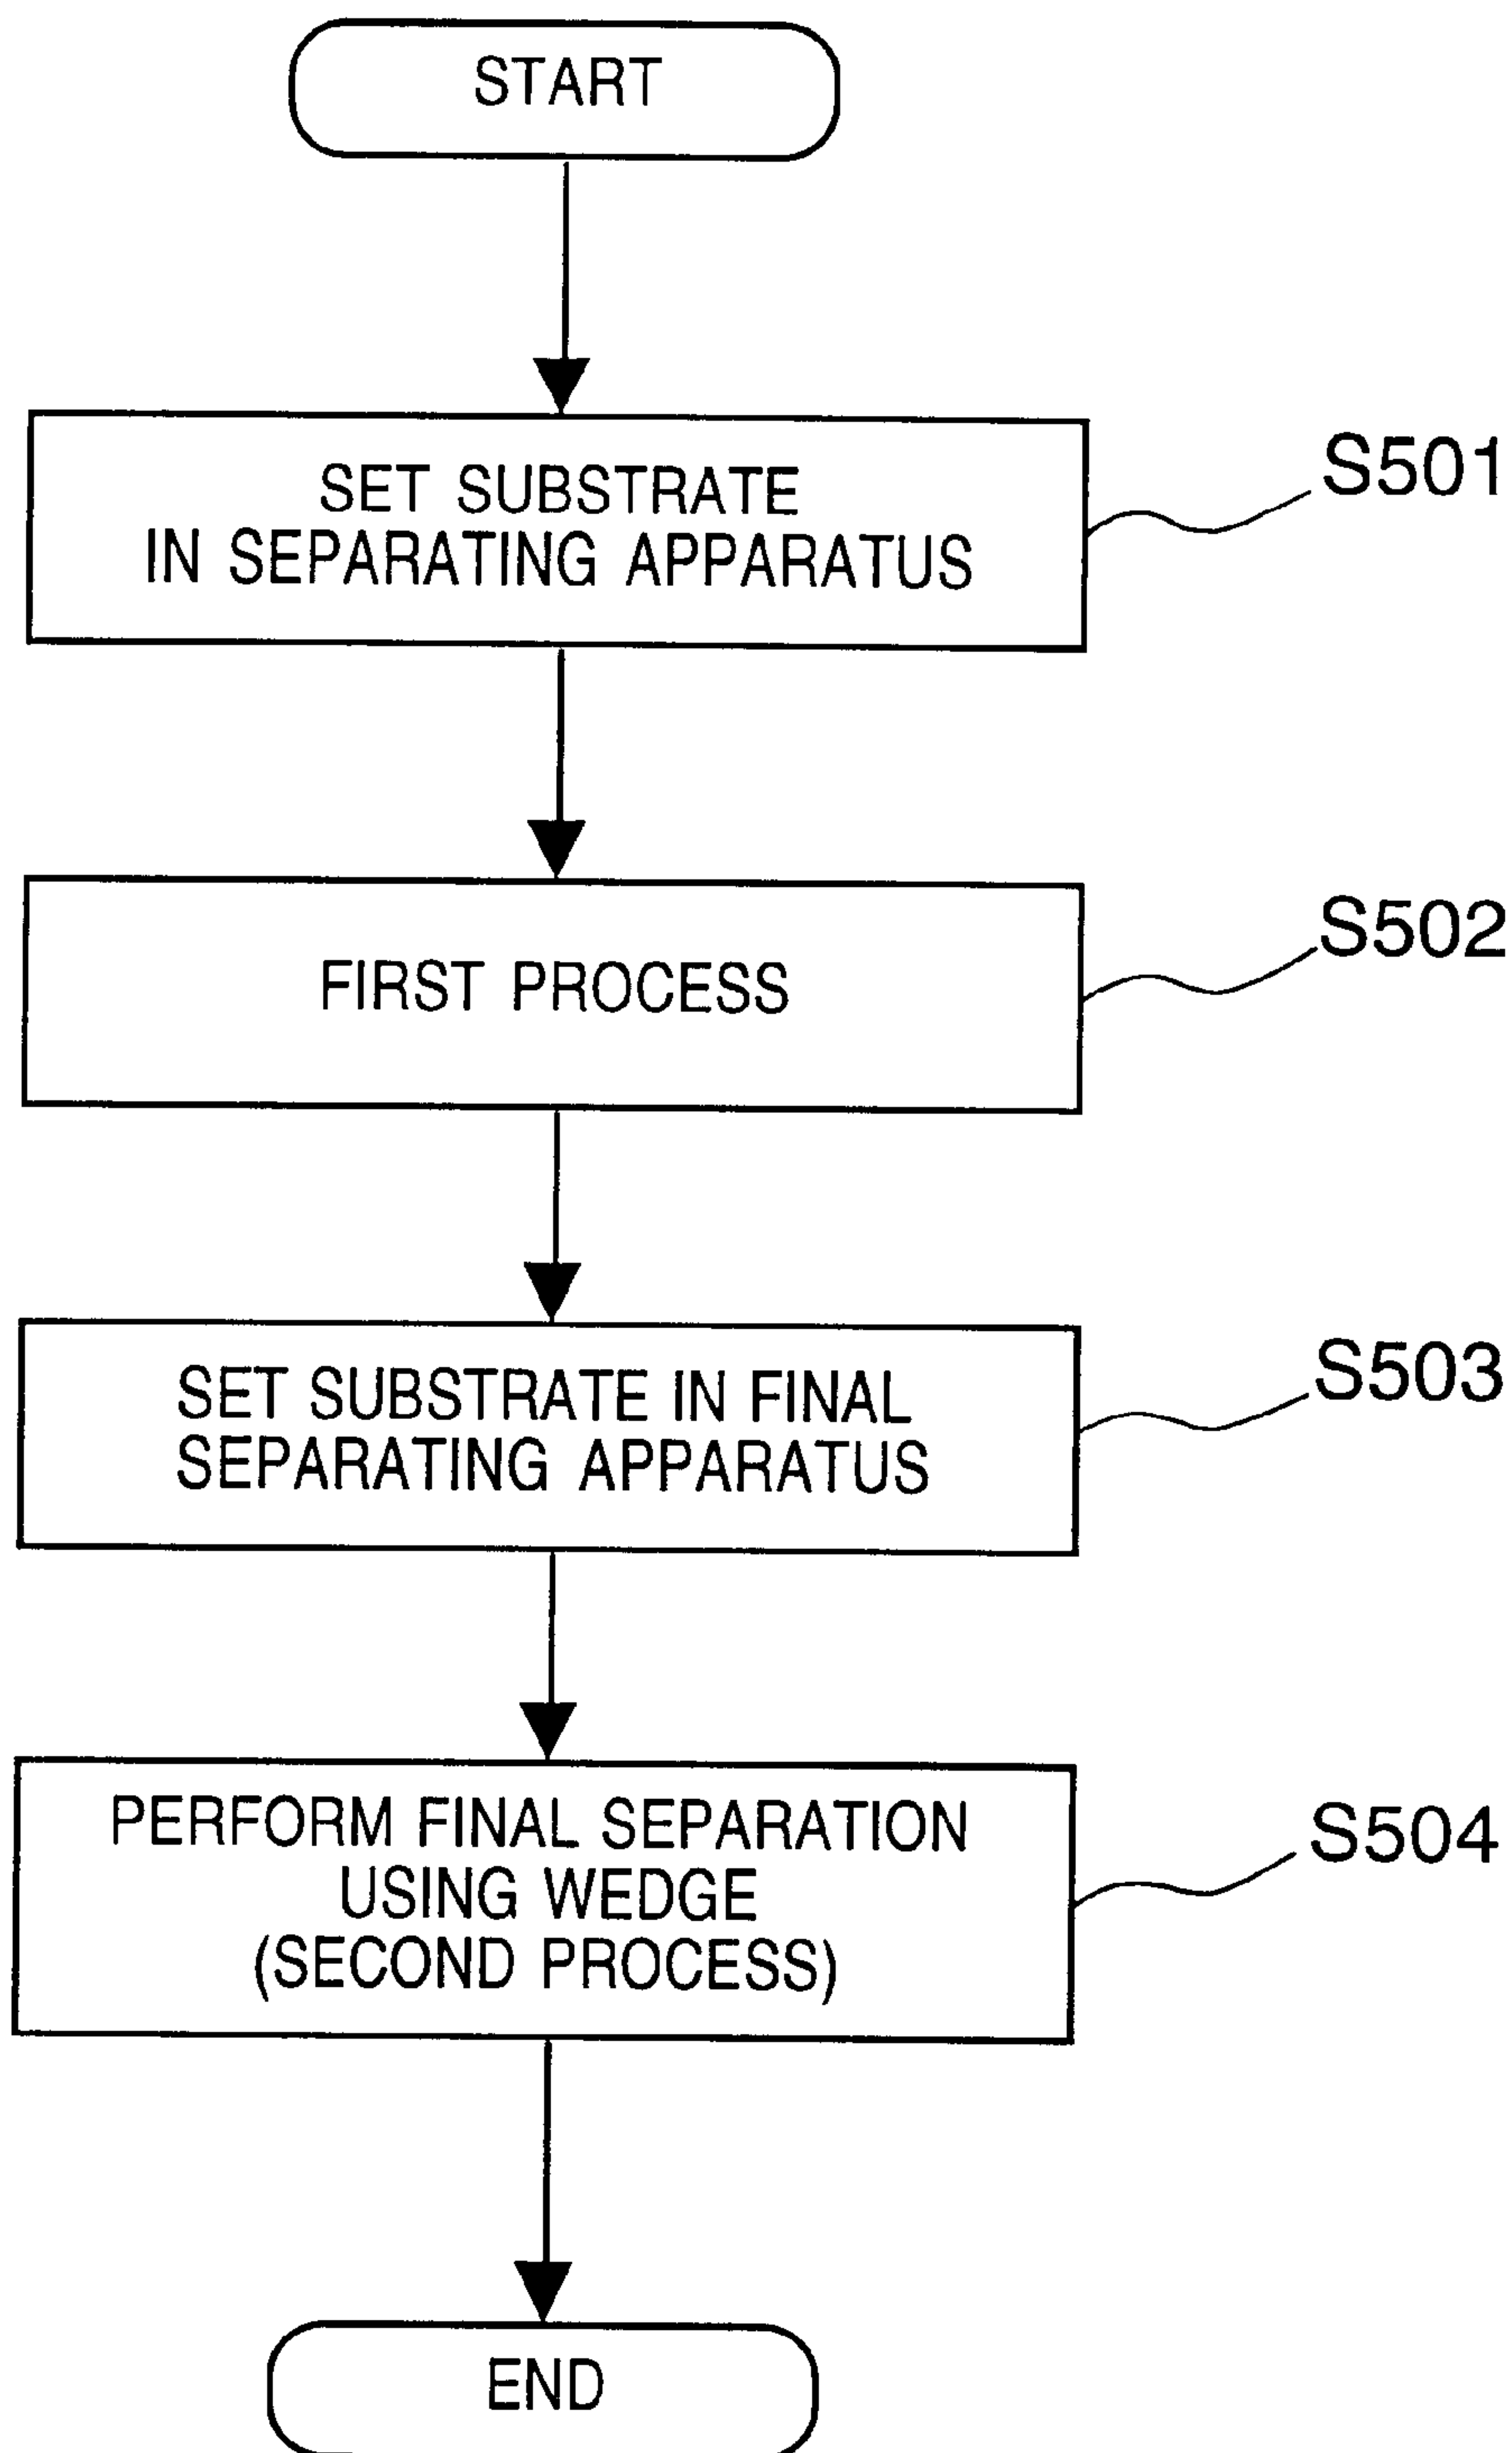 START
SET SUBSTRATE
IN SEPARATING APPARATUS
S501
FIRST PROCESS
S502
SET SUBSTRATE IN FINAL
SEPARATING APPARATUS
S503
PERFORM FINAL SEPARATION
USING WEDGE
(SECOND PROCESS)
S504
END